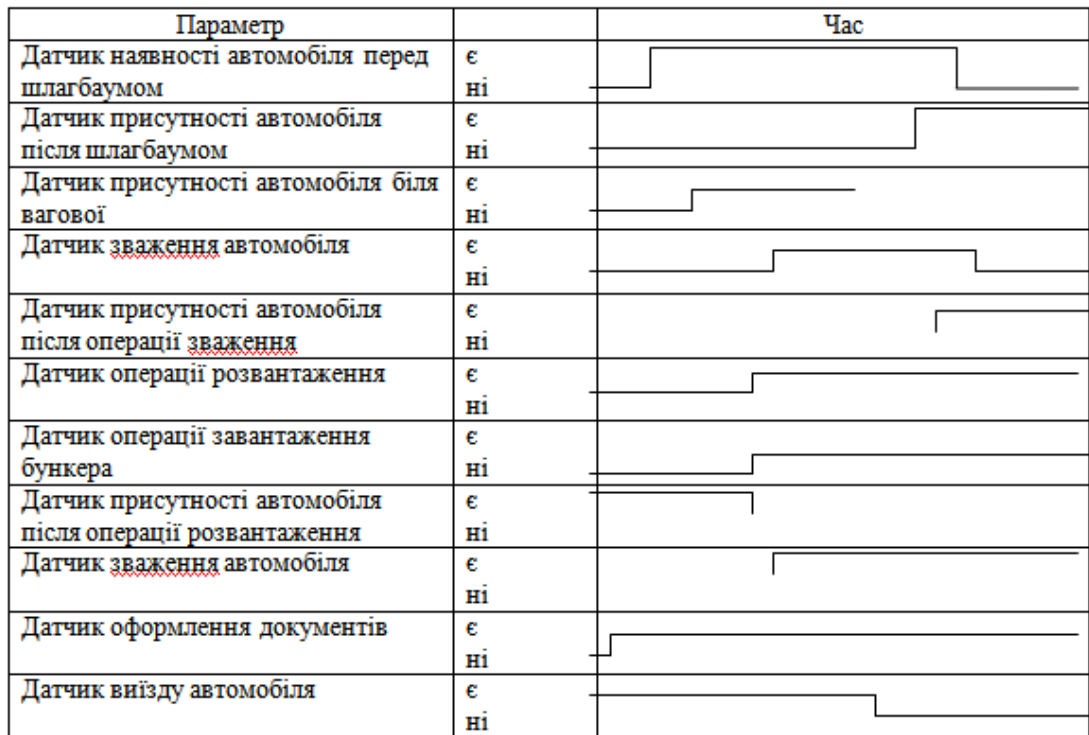 Параметр Час
Датчик наявності автомобіля перед є
шлагбаумом ні
Датчик присутності автомобіля є
після шлагбаумом ні
Датчик присутності автомобіля біля є
вагової ні
Датчик зваження автомобіля є
ні
Датчик присутності автомобіля є
після операції зваження ні
Датчик операції розвантаження є
ні
Датчик операції завантаження є
бункера ні
Датчик присутності автомобіля є
після операції розвантаження ні
Датчик зваження автомобіля є
ні
Датчик оформлення документів є
ні
Датчик виїзду автомобіля є
ні